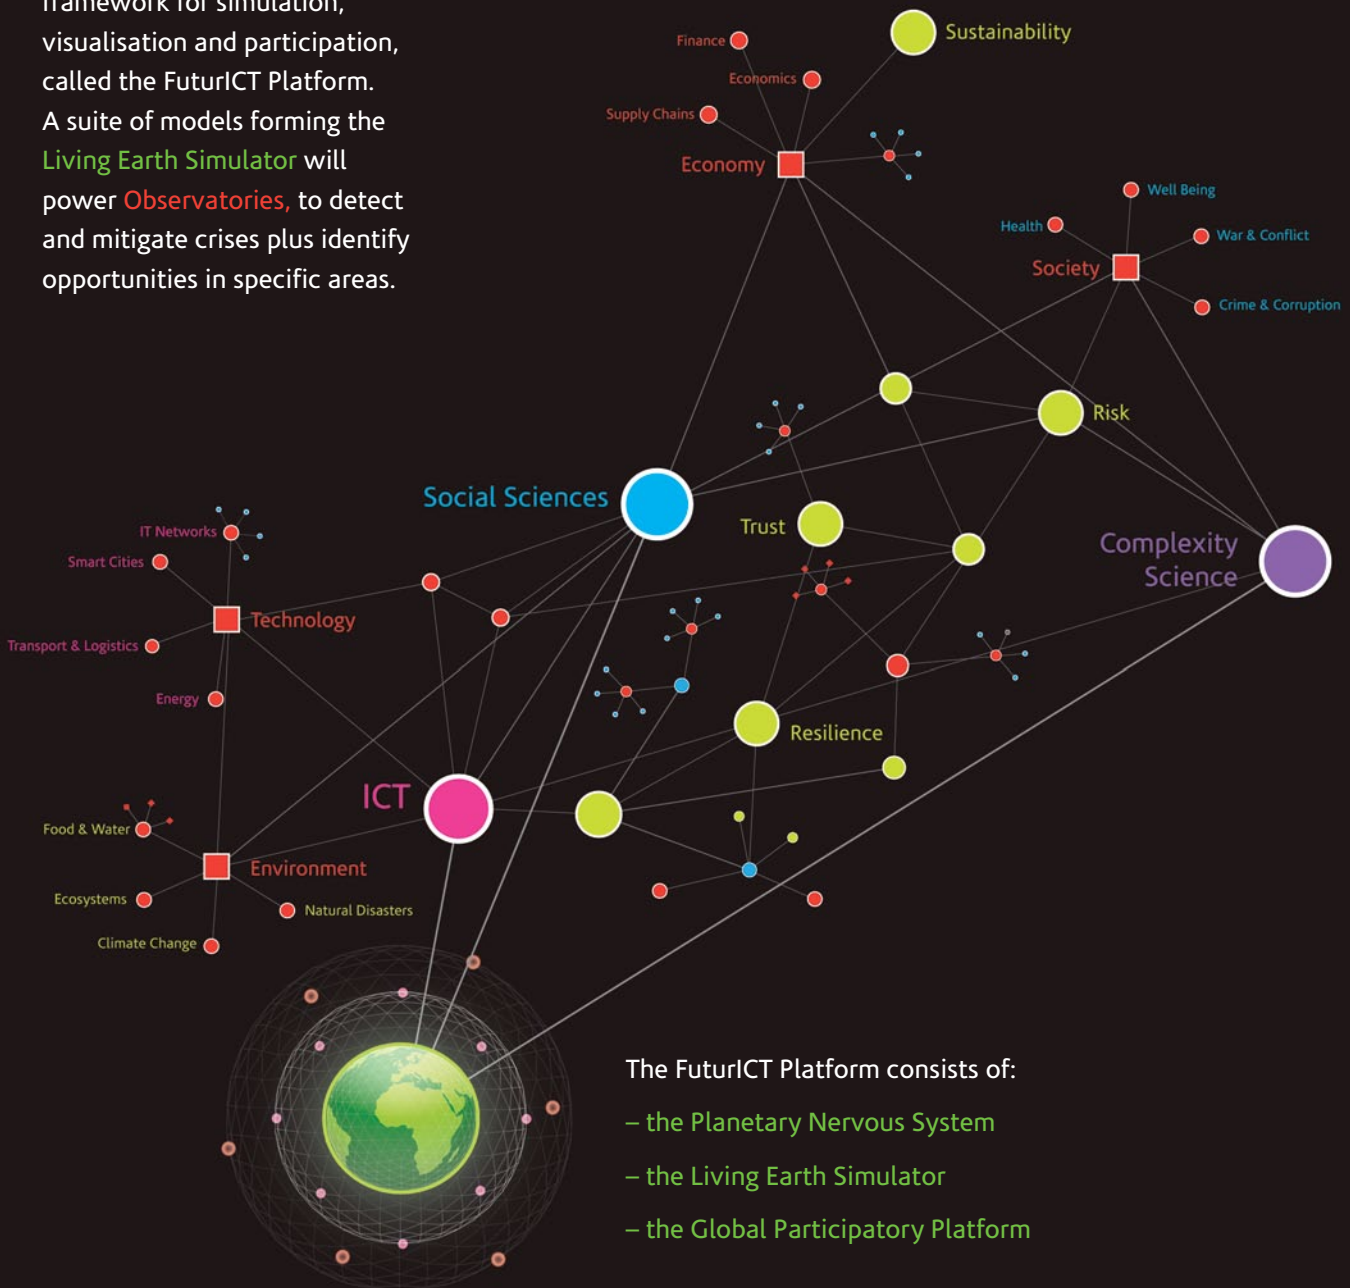 framework for simulation,
visualisation and participation,
called the FuturICT Platform.
A suite of models forming the
Living Earth Simulator will
power Observatories, to detect
and mitigate crises plus identify
opportunities in specific areas.
Sustainability
Finance
Economics
Supply Chains
Economy
Well Being
Health
War & Conflict
Society
Crime & Corruption
Risk
Social Sciences
Trust
Complexity
Science
IT Networks
Smart Cities
Technology
Transport & Logistics
Energy
Resilience
ICT
Food & Water
Environment
Ecosystems
Natural Disasters
Climate Change
The FuturICT Platform consists of:
– the Planetary Nervous System
– the Living Earth Simulator
– the Global Participatory Platform